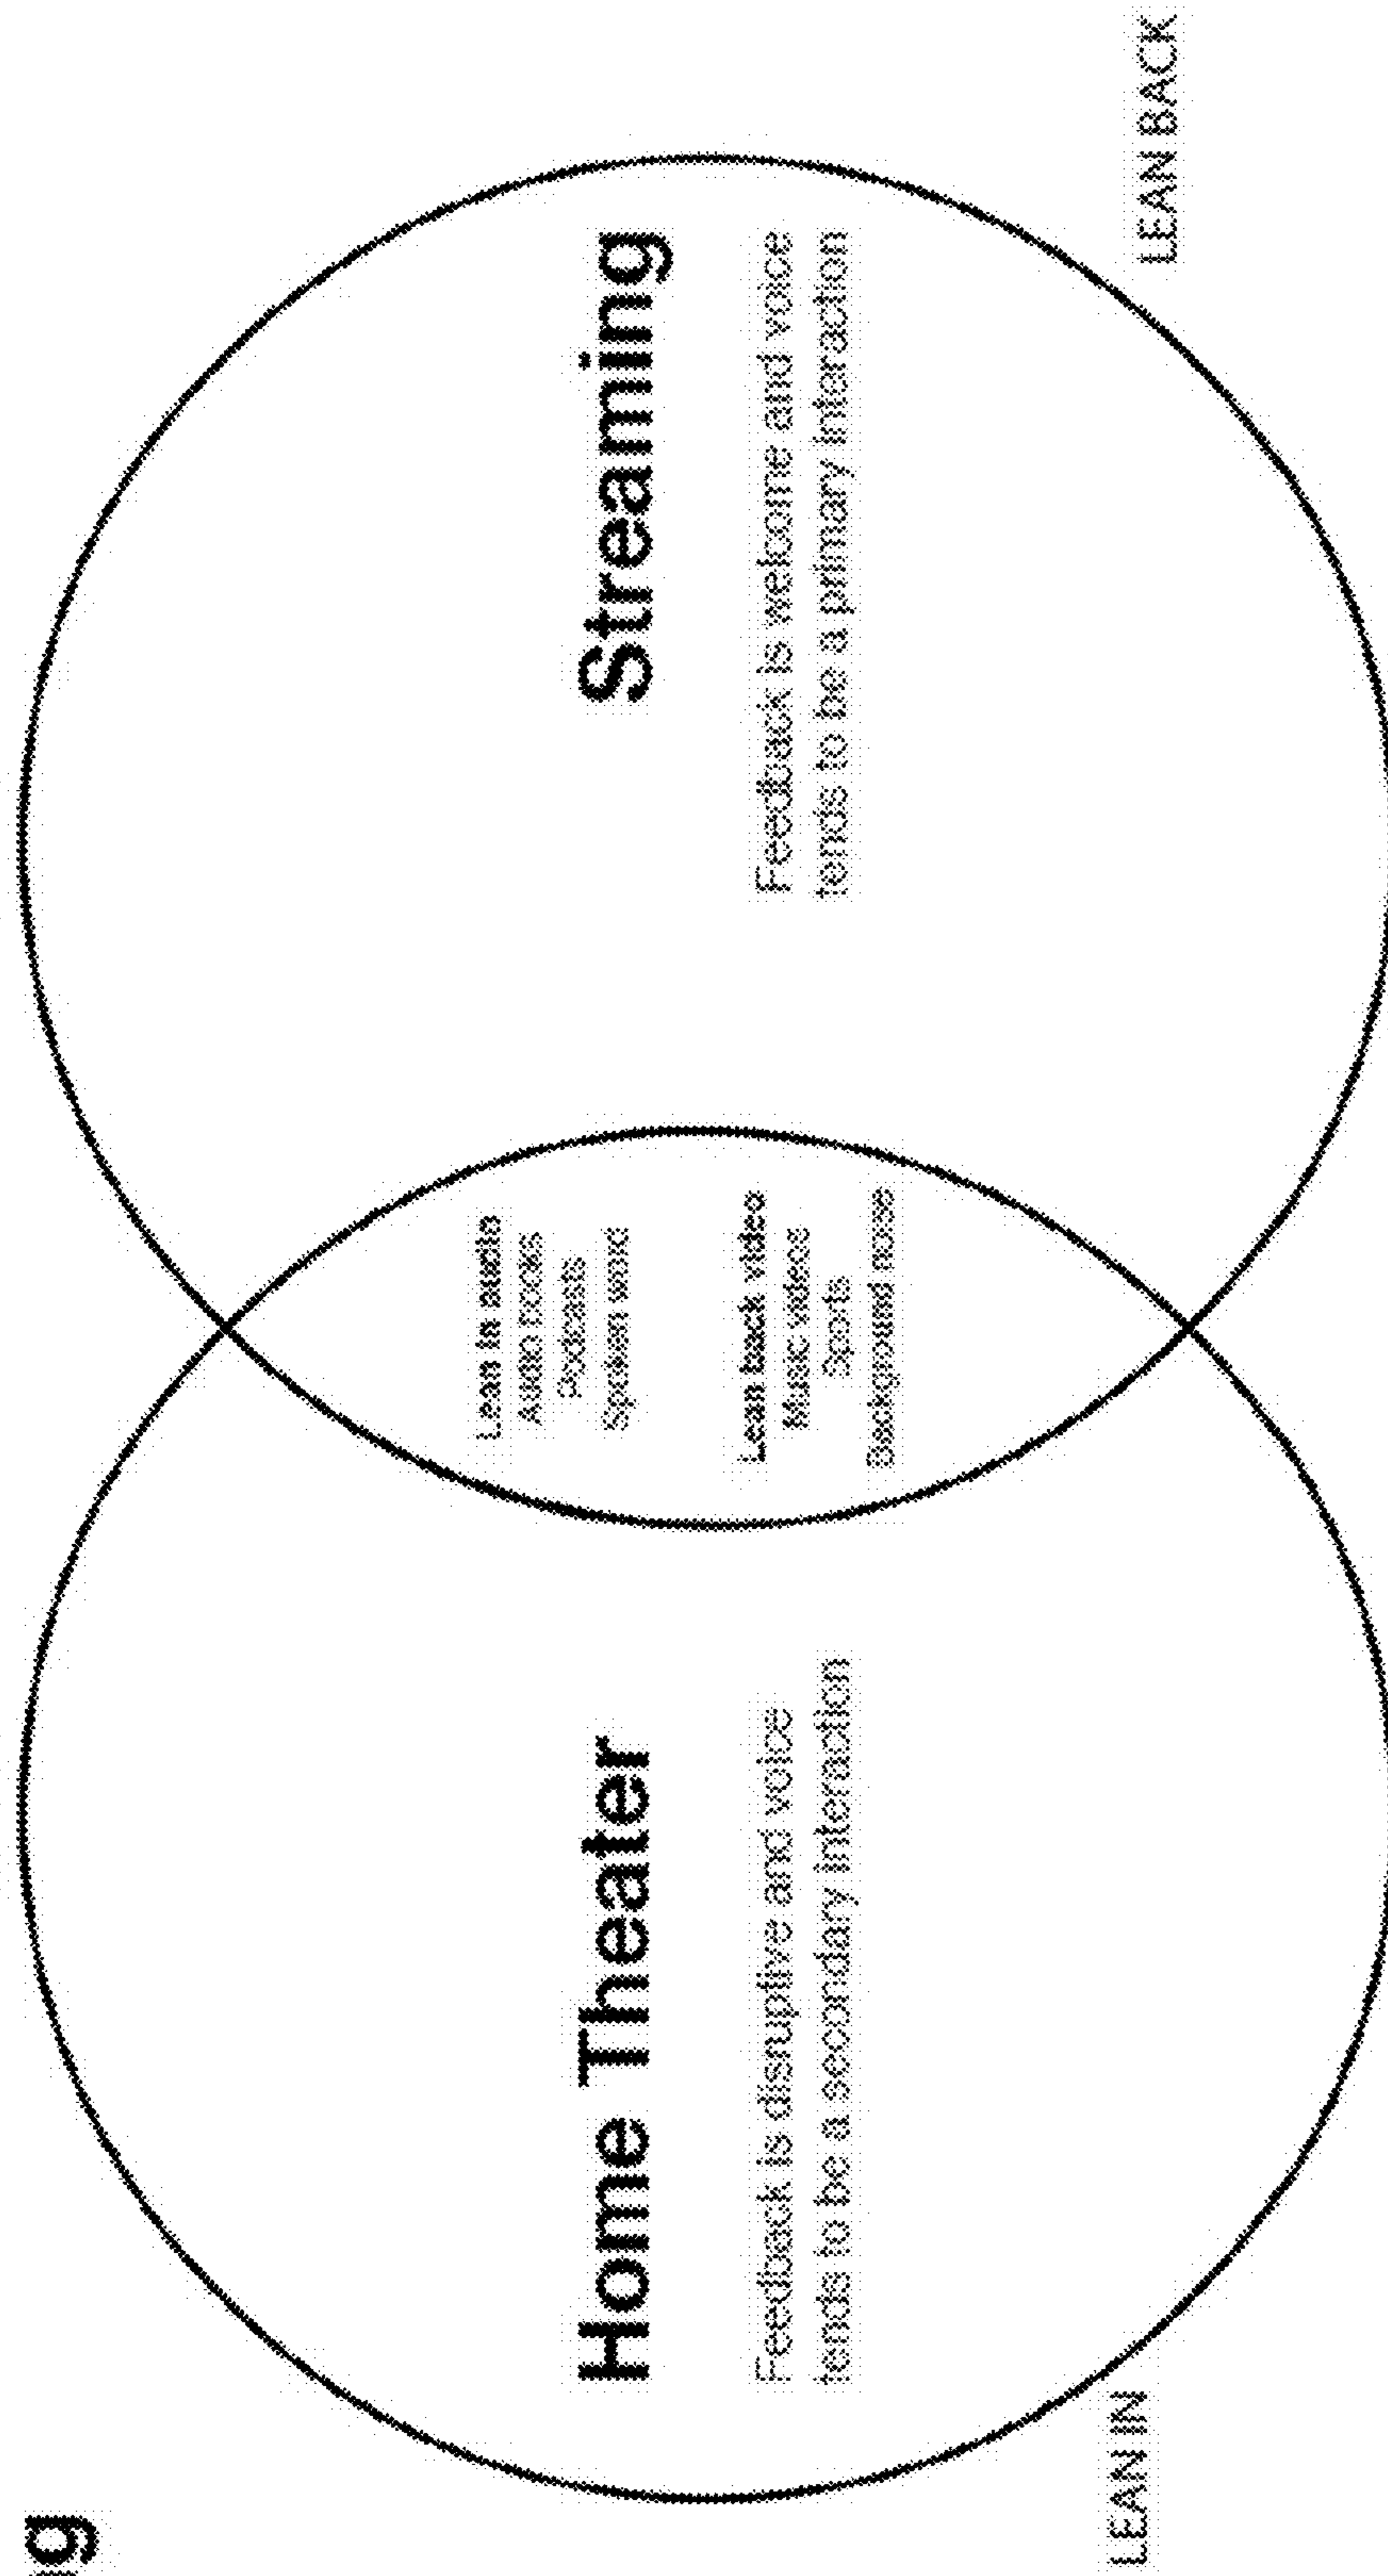 Home Theater
Feedback is disruptive and voice
tends to be a secondary interaction
Lean in audio
Audio books
Podcasts
Spoken word
Lean back video
Music videos
Sports
Background noise
Streaming
Feedback is welcome and voice
tends to be a primary interaction
LEAN IN
LEAN BACK